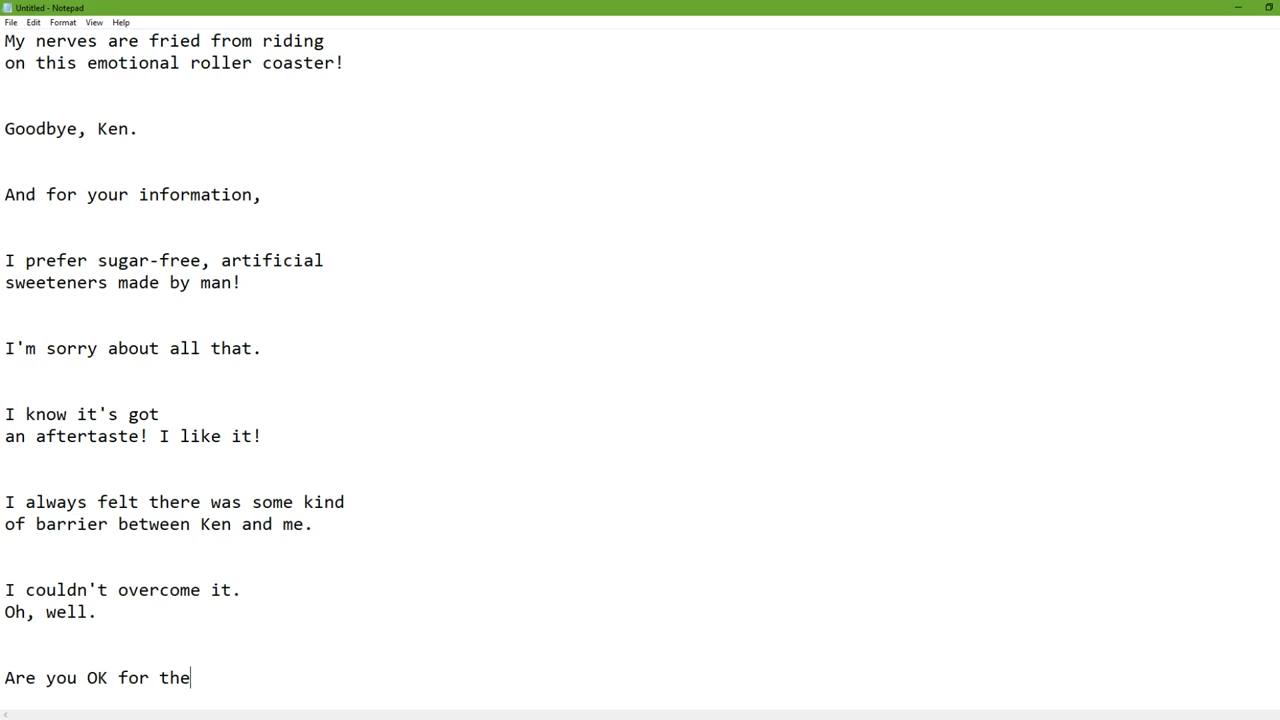 Untitled - Notepad
File Edit Format View Help
My nerves are fried from riding
on this emotional roller coaster!
Goodbye, Ken.
And for your information,
I prefer sugar-free, artificial
sweeteners made by man!
I'm sorry about all that.
I know it's got
an aftertaste! I like it!
I always felt there was some kind
of barrier between Ken and me.
I couldn't overcome it.
Oh, well.
Are you OK for the